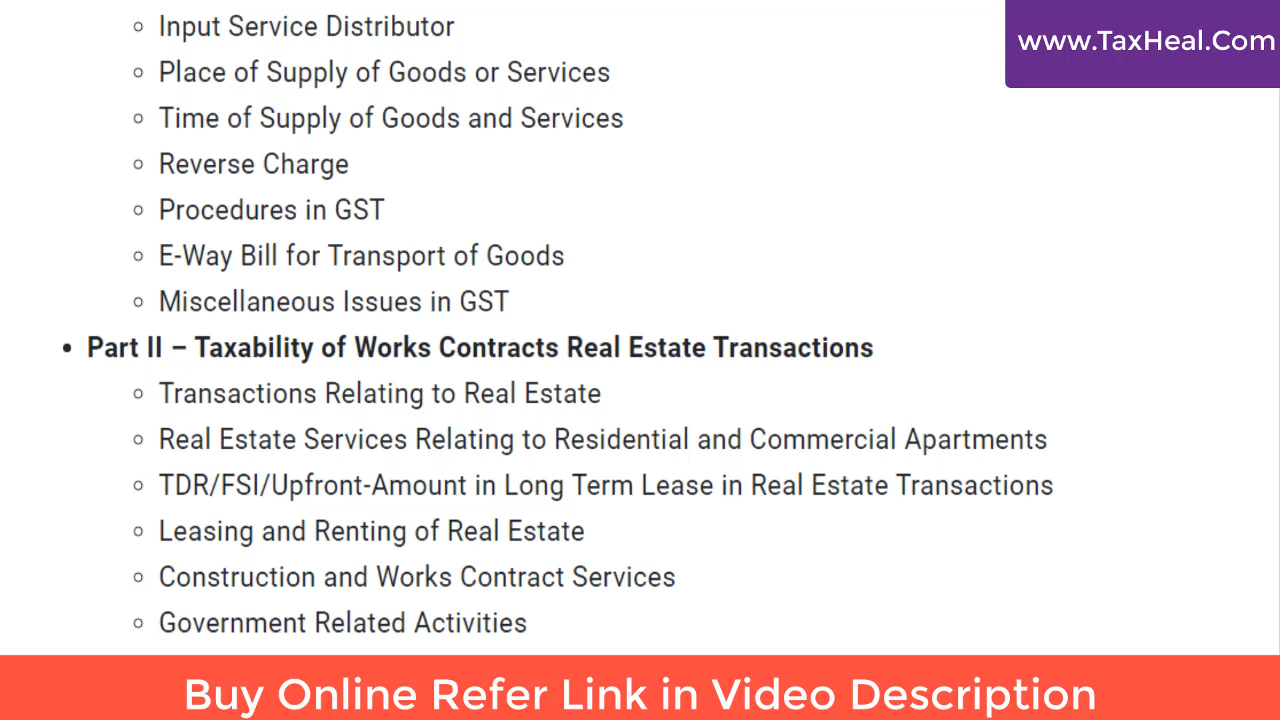 Input Service Distributor
www.TaxHeal.Com
Place of Supply of Goods or Services
Time of Supply of Goods and Services
Reverse Charge
Procedures in GST
E-Way Bill for Transport of Goods
Miscellaneous Issues in GST
Part II – Taxability of Works Contracts Real Estate Transactions
Transactions Relating to Real Estate
Real Estate Services Relating to Residential and Commercial Apartments
TDR/FSI/Upfront-Amount in Long Term Lease in Real Estate Transactions
Leasing and Renting of Real Estate
Construction and Works Contract Services
Government Related Activities
Buy Online Refer Link in Video Description